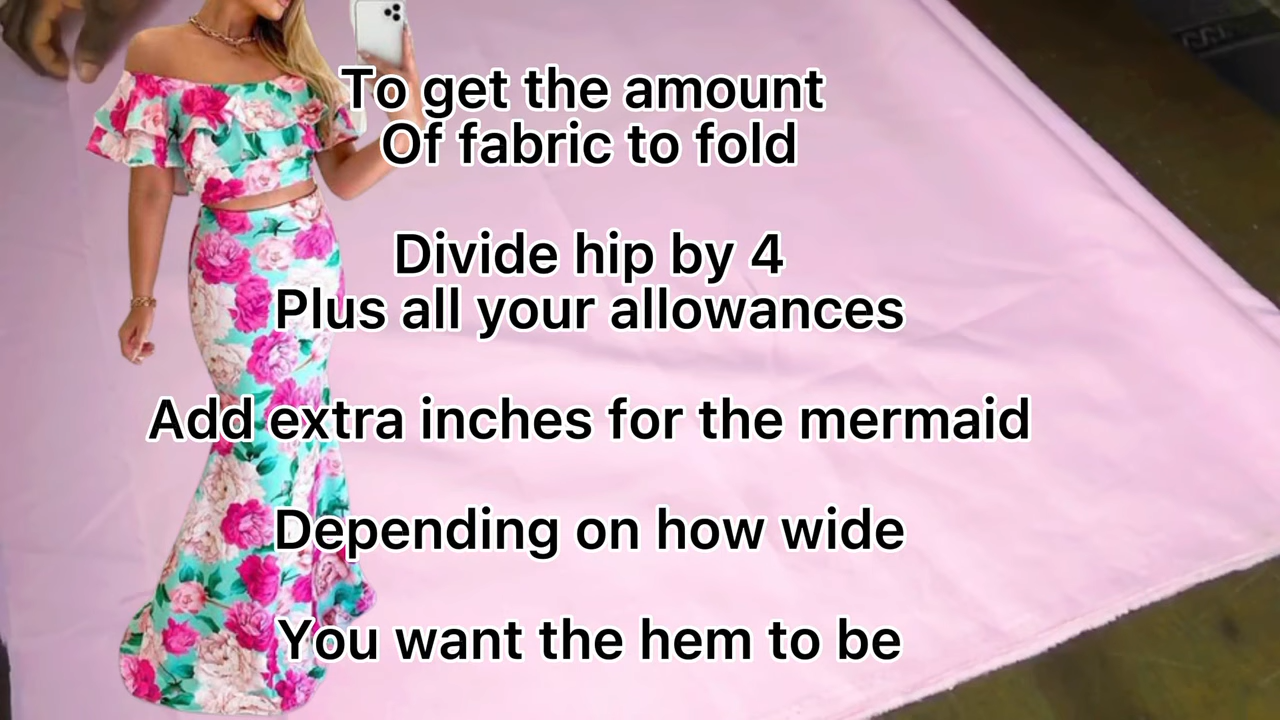 To get the amount
Of fabric to fold
Divide hip by 4
Plus all your allowances
Add extra inches for the mermaid
Depending on how wide
You want the hem to be